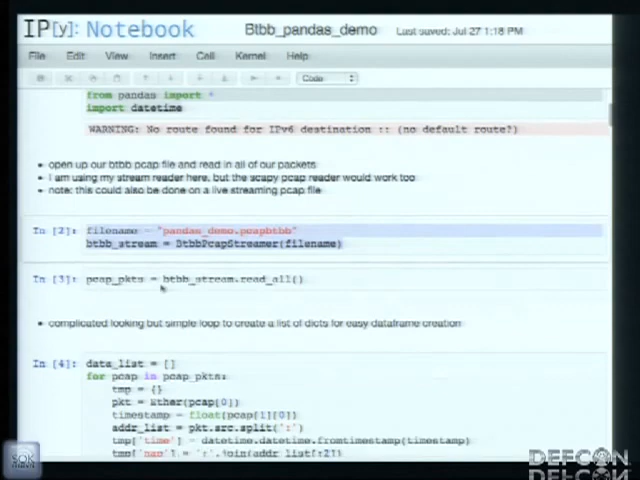 IP[y]: Notebook
Btbb_pandas_demo
Last saved: Jul 27 1:18 PM
File Edit View Insert Cell Kernel Help
Code
from pandas import *
import datetime
WARNING: No route found for IPv6 destination :: (no default route?)
• open up our btbb pcap file and read in all of our packets
• I am using my stream reader here, but the scapy pcap reader would work too
• note: this could also be done on a live streaming pcap file
In [2]: filename = "pandas_demo.pcapbtbb"
btbb_stream = BtbbPcapStreamer(filename)
In [3]: pcap_pkts = btbb_stream.read_all()
• complicated looking but simple loop to create a list of dicts for easy dataframe creation
In [4]: data_list = []
for pcap in pcap_pkts:
tmp = {}
pkt = Ether(pcap[0])
timestamp = float(pcap[1][0])
addr_list = pkt.src.split(':')
tmp['time'] = datetime.datetime.fromtimestamp(timestamp)
tmp['nap'] = ':'.join(addr_list[:2])
SOK
DEFCON